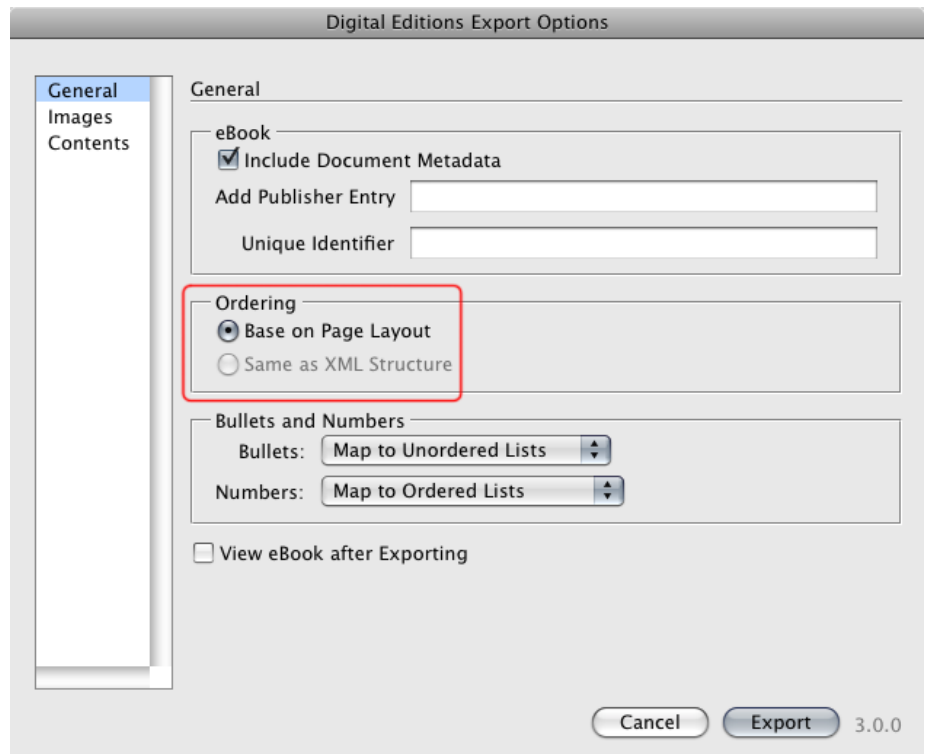 Digital Editions Export Options
General
Images
Contents
General
eBook
Include Document Metadata
Add Publisher Entry
Unique Identifier
Ordering
Base on Page Layout
Same as XML Structure
Bullets and Numbers
Bullets: Map to Unordered Lists
Numbers: Map to Ordered Lists
View eBook after Exporting
Cancel Export 3.0.0